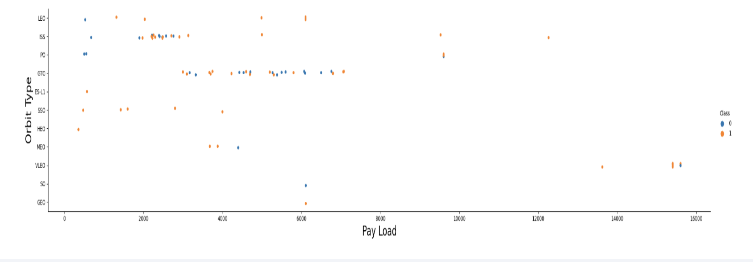 LEO
ISS
PO
GTO
ES-L1
SSO
HEO
MEO
VLEO
SO
GEO
Orbit Type
0 2000 4000 6000 8000 10000 12000 14000 16000
Pay Load
Class
0
1